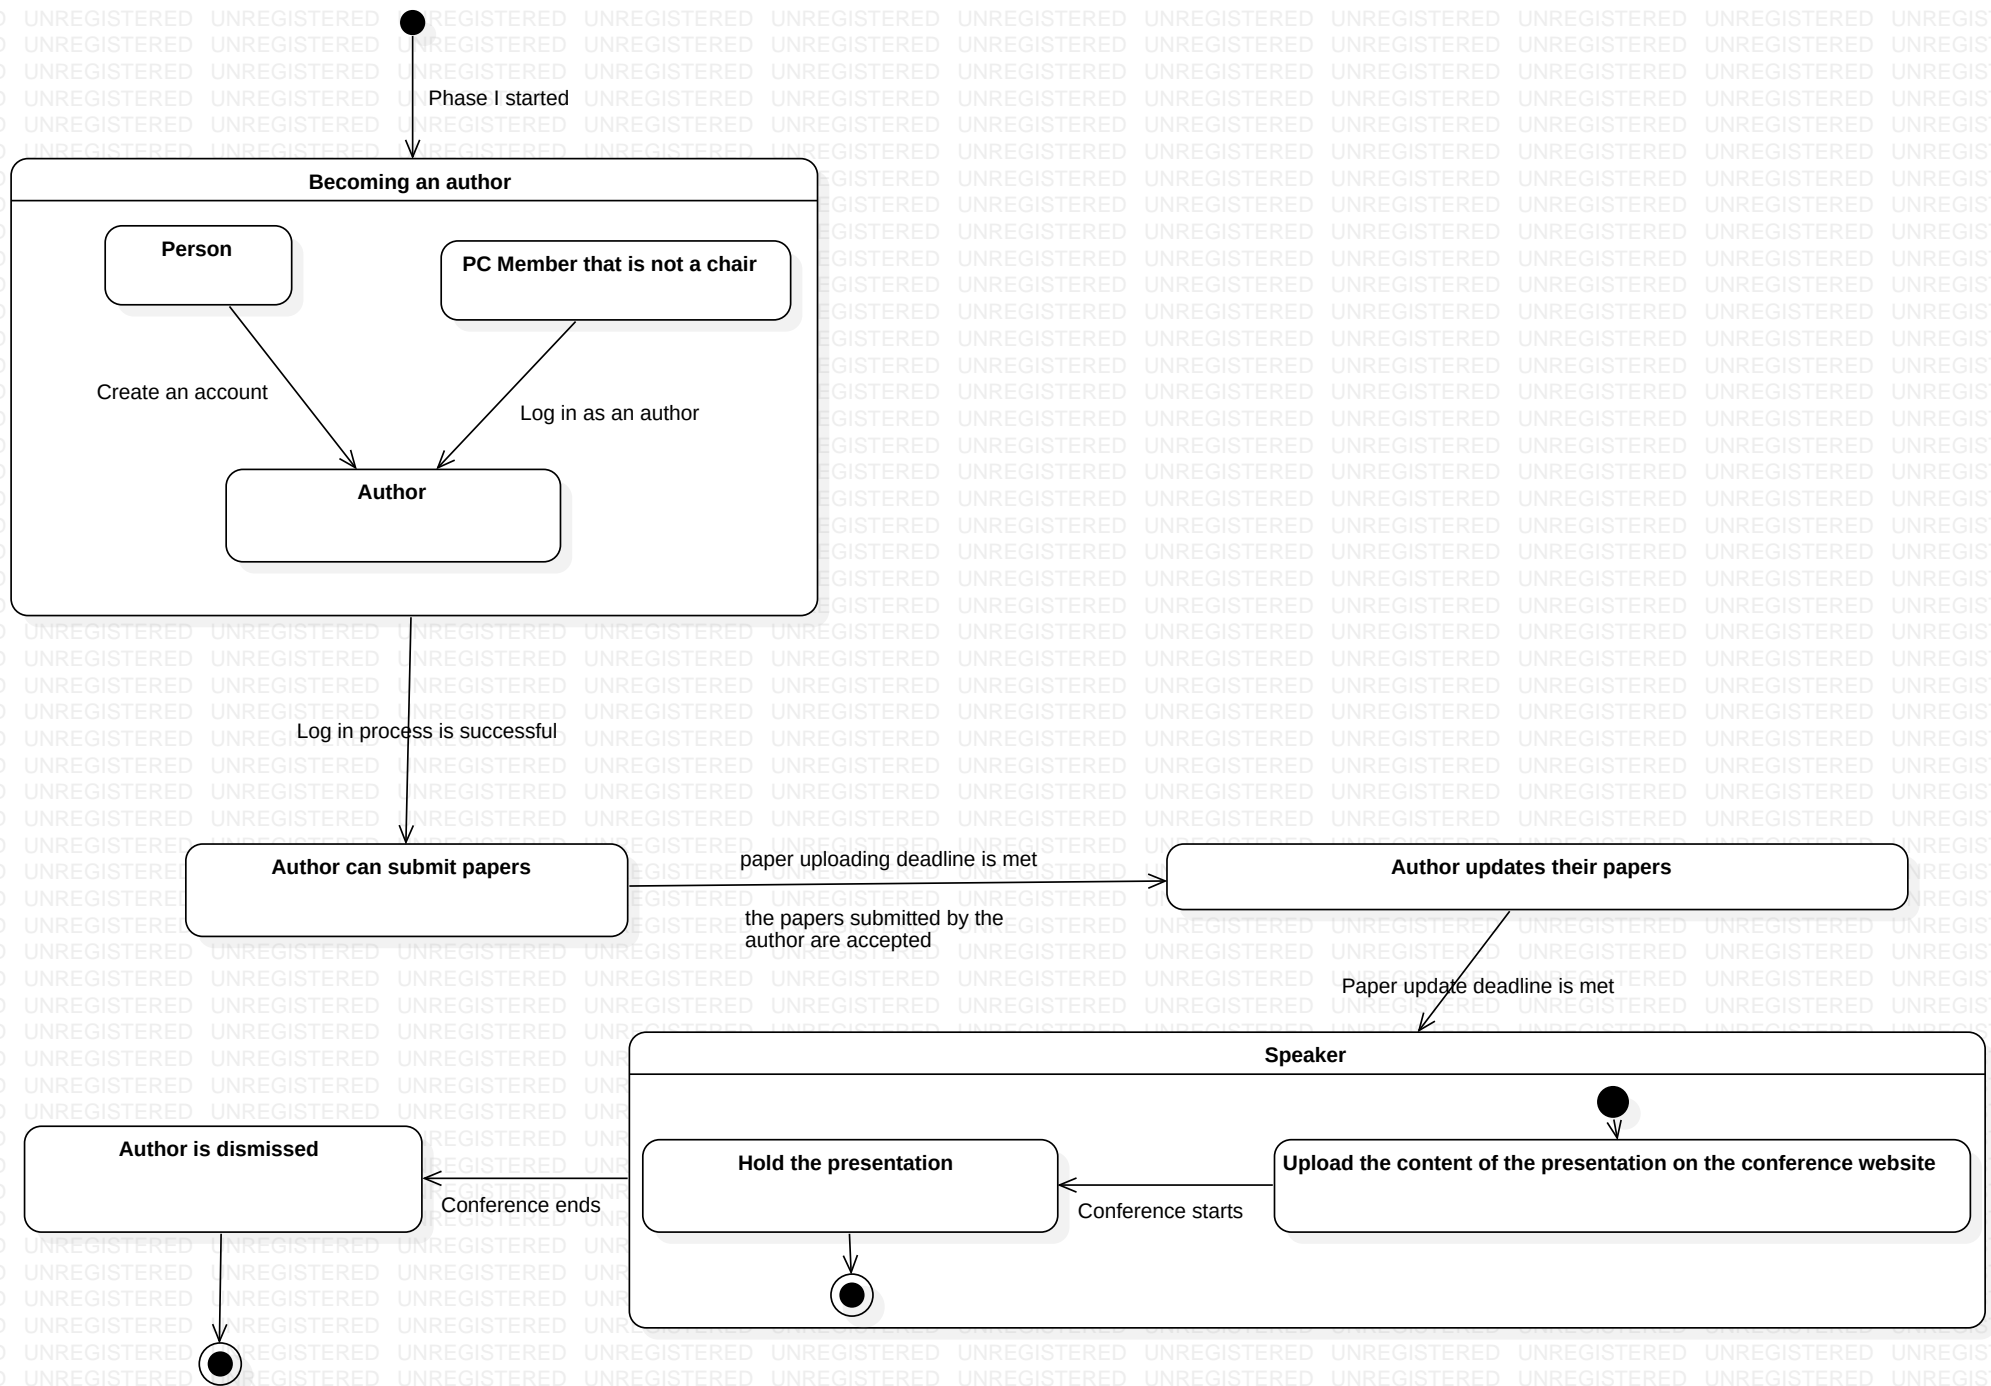 Phase I started
Becoming an author
Person
PC Member that is not a chair
Create an account
Log in as an author
Author
Log in process is successful
Author can submit papers
paper uploading deadline is met
the papers submitted by the
author are accepted
Author updates their papers
Paper update deadline is met
Speaker
Author is dismissed
Conference ends
Hold the presentation
Conference starts
Upload the content of the presentation on the conference website
UNREGISTERED